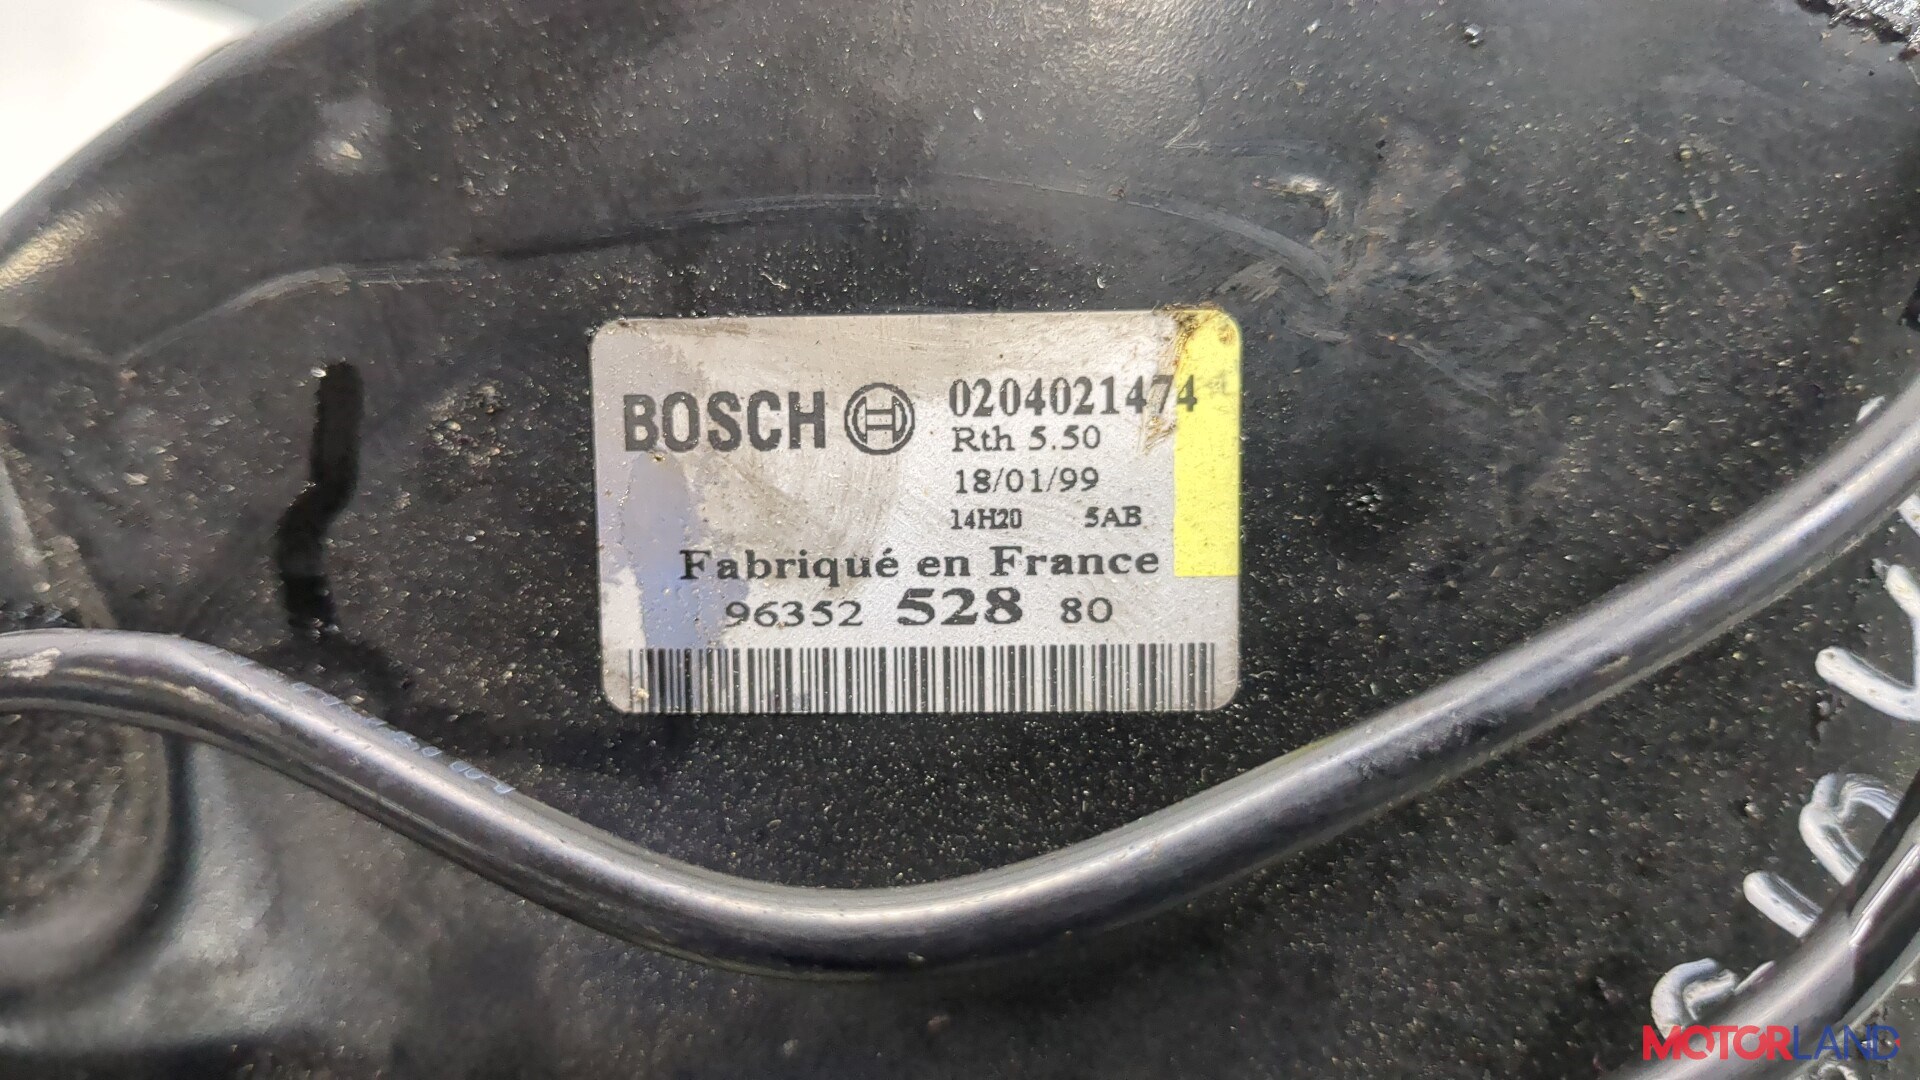 BOSCH 0204021474
Rth 5.50
18/01/99
14H20 5AB
Fabriqué en France
96352 528 80
MOTORLAND